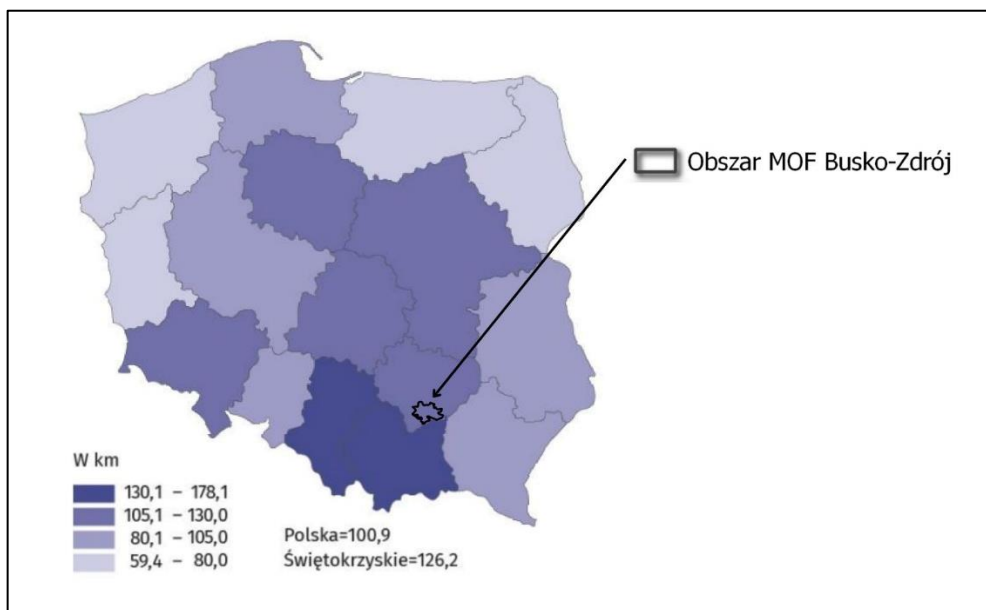 Obszar MOF Busko-Zdrój
W km
130,1 – 178,1
105,1 – 130,0
80,1 – 105,0
59,4 – 80,0
Polska=100,9
Świętokrzyskie=126,2